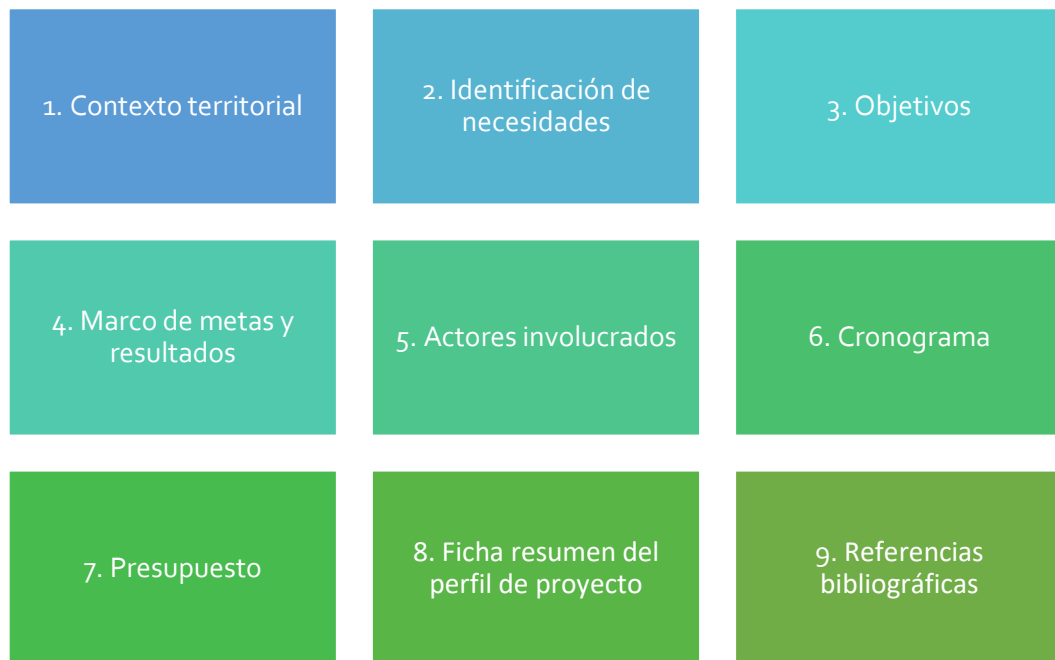 1. Contexto territorial
2. Identificación de
necesidades
3. Objetivos
4. Marco de metas y
resultados
5. Actores involucrados
6. Cronograma
7. Presupuesto
8. Ficha resumen del
perfil de proyecto
9. Referencias
bibliográficas